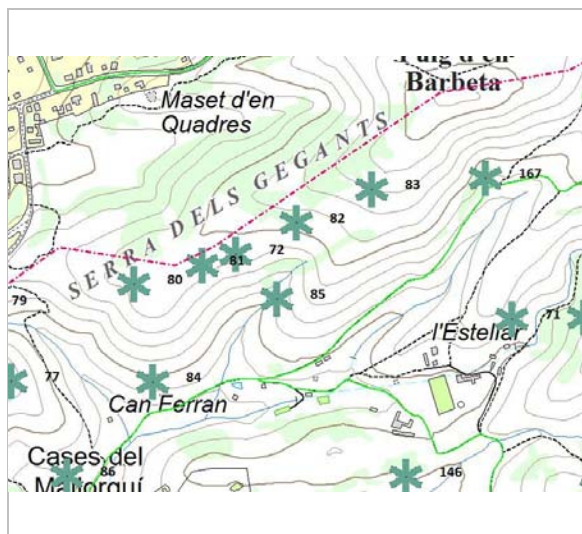 Puig d'en
Barbeta
Maset d'en
Quadres
SERRA DELS GEGANTS
167
83
82
72
81
80
85
79
71
l'Estellar
77
84
Can Ferran
Cases del
Mallorquí
86
146